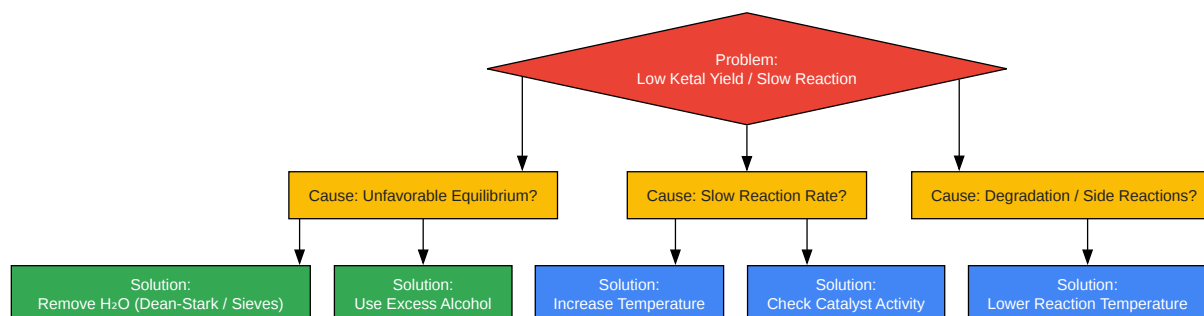 Problem:
Low Ketal Yield / Slow Reaction
Cause: Unfavorable Equilibrium?
Cause: Slow Reaction Rate?
Cause: Degradation / Side Reactions?
Solution:
Remove H₂O (Dean-Stark / Sieves)
Solution:
Use Excess Alcohol
Solution:
Increase Temperature
Solution:
Check Catalyst Activity
Solution:
Lower Reaction Temperature